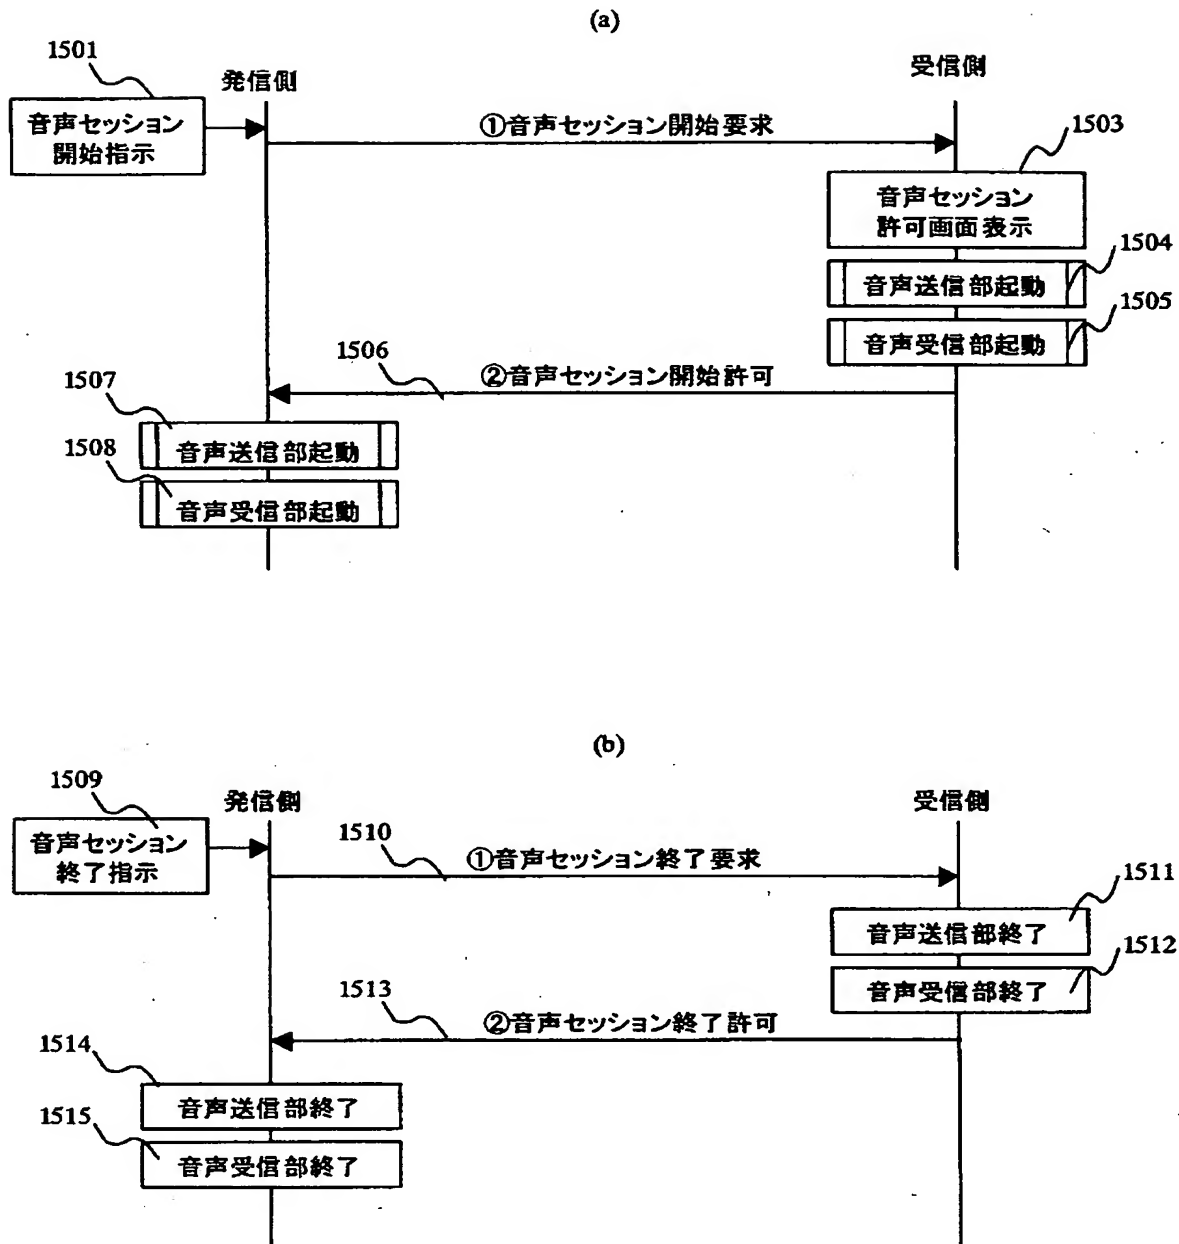 (a)
1501
発信側
受信側
音声セッション
開始指示
①音声セッション開始要求
1503
音声セッション
許可画面表示
1504
音声送信部起動
1505
音声受信部起動
1506
②音声セッション開始許可
1507
音声送信部起動
1508
音声受信部起動
(b)
1509
発信側
受信側
音声セッション
終了指示
1510
①音声セッション終了要求
1511
音声送信部終了
1512
音声受信部終了
1513
②音声セッション終了許可
1514
音声送信部終了
1515
音声受信部終了